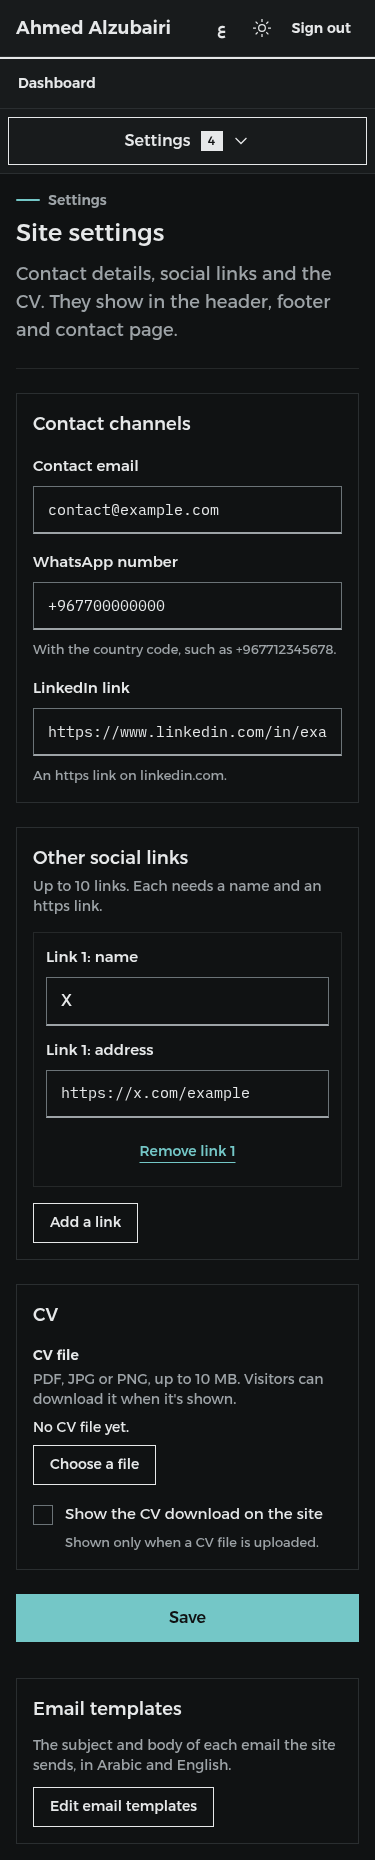 Ahmed Alzubairi ع Sign out
Dashboard
Settings 4
Settings
Site settings
Contact details, social links and the
CV. They show in the header, footer
and contact page.
Contact channels
Contact email
contact@example.com
WhatsApp number
+967700000000
With the country code, such as +967712345678.
LinkedIn link
https://www.linkedin.com/in/exa
An https link on linkedin.com.
Other social links
Up to 10 links. Each needs a name and an
https link.
Link 1: name
X
Link 1: address
https://x.com/example
Remove link 1
Add a link
CV
CV file
PDF, JPG or PNG, up to 10 MB. Visitors can
download it when it's shown.
No CV file yet.
Choose a file
Show the CV download on the site
Shown only when a CV file is uploaded.
Save
Email templates
The subject and body of each email the site
sends, in Arabic and English.
Edit email templates